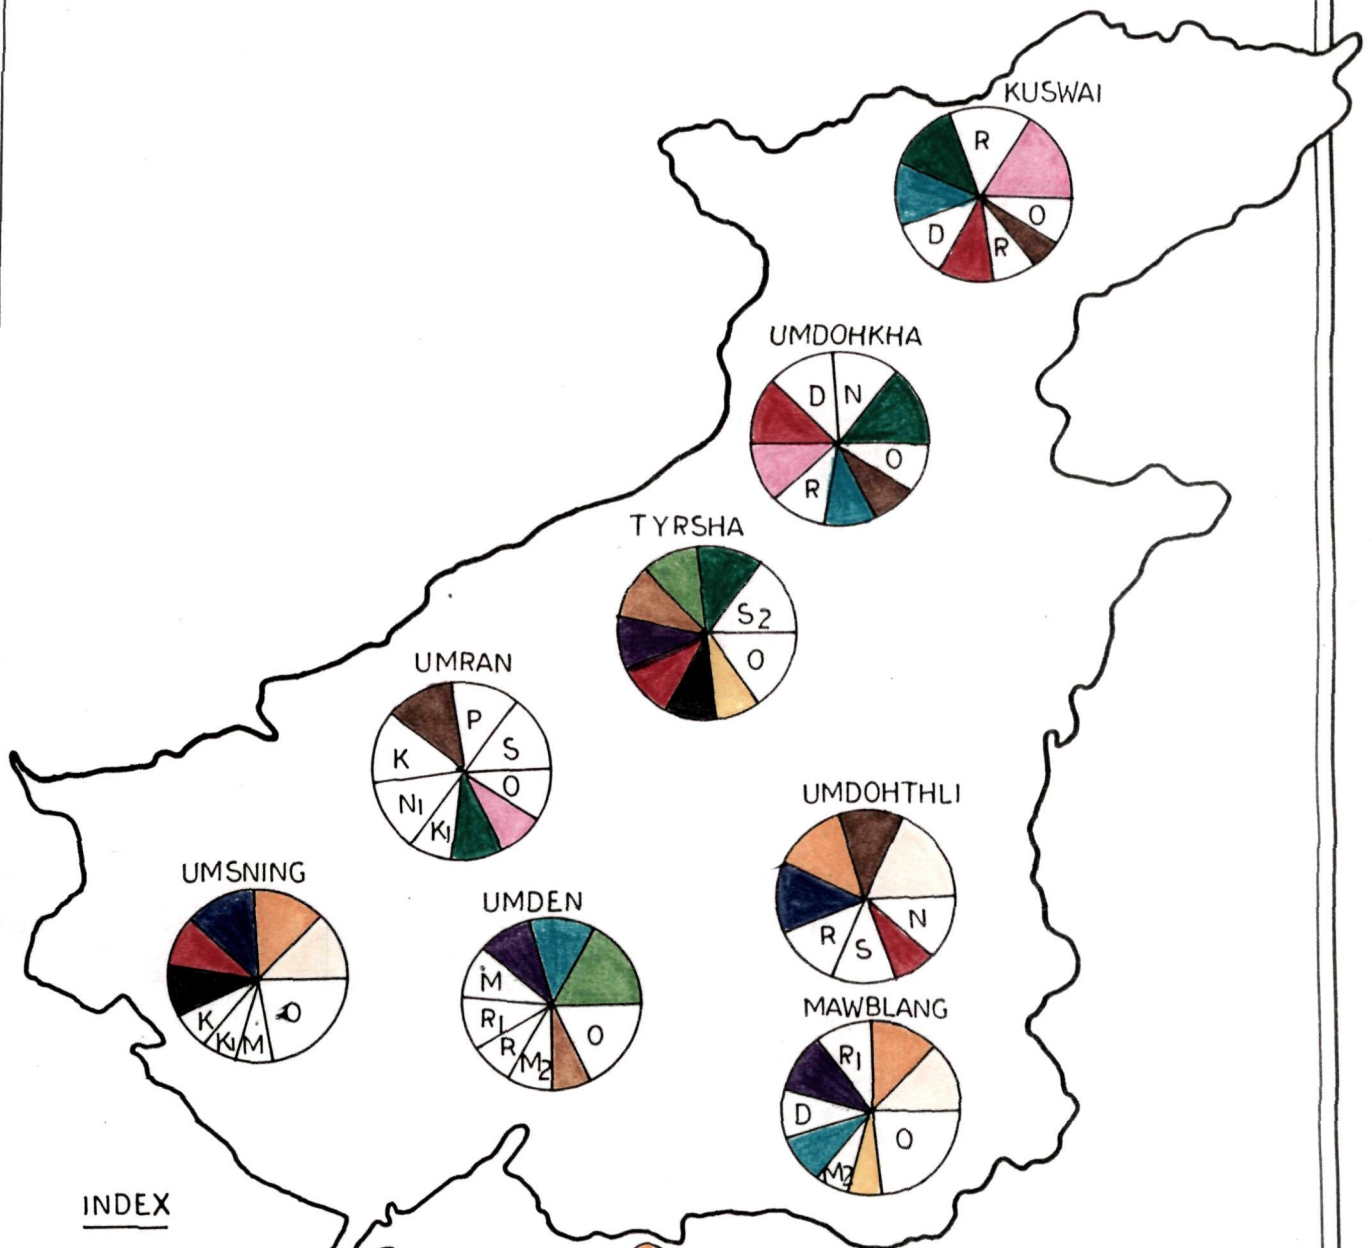 KUSWAI
R
O
D
R
UMDOHKHA
D N
O
R
TYRSHA
S2
O
UMRAN
P
K
S
O
N1
K1
UMDOHTHLI
N
R
S
UMSNING
O
K
K1
M
UMDEN
M
R1
O
R
M2
MAWBLANG
R1
D
O
M2
INDEX